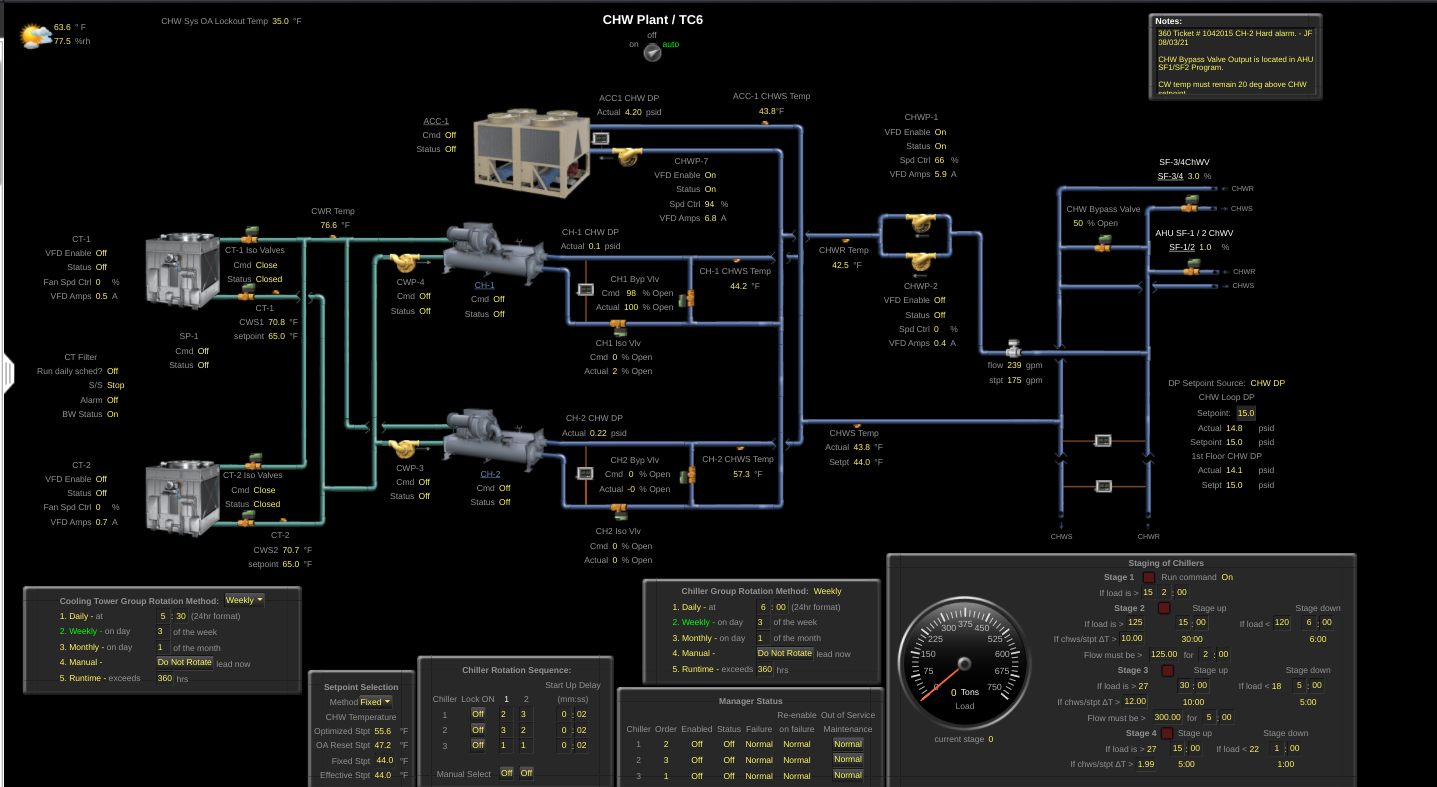 63.6 ° F
77.5 %rh
CHW Sys OA Lockout Temp 35.0 °F
CHW Plant / TC6
off
on auto
Notes:
360 Ticket # 1042015 CH-2 Hard alarm. - JF
08/03/21
CHW Bypass Valve Output is located in AHU
SF1/SF2 Program.
CW temp must remain 20 deg above CHW
setpoint
ACC-1
Cmd Off
Status Off
ACC1 CHW DP
Actual 4.20 psid
ACC-1 CHWS Temp
43.8 °F
CHWP-7
VFD Enable On
Status On
Spd Ctrl 94 %
VFD Amps 6.8 A
CHWP-1
VFD Enable On
Status On
Spd Ctrl 66 %
VFD Amps 5.9 A
SF-3/4ChWV
SF-3/4 3.0 %
CHWR
CHWS
CHW Bypass Valve
50 % Open
AHU SF-1 / 2 ChWV
SF-1/2 1.0 %
CHWR
CHWS
CWR Temp
76.6 °F
CT-1
VFD Enable Off
Status Off
Fan Spd Ctrl 0 %
VFD Amps 0.5 A
CT-1 Iso Valves
Cmd Close
Status Closed
CT-1
CWS1 70.8 °F
setpoint 65.0 °F
SP-1
Cmd Off
Status Off
CWP-4
Cmd Off
Status Off
CH-1
Cmd Off
Status Off
CH-1 CHW DP
Actual 0.1 psid
CH1 Byp Vlv
Cmd 98 % Open
Actual 100 % Open
CH-1 CHWS Temp
44.2 °F
CH1 Iso Vlv
Cmd 0 % Open
Actual 2 % Open
CHWR Temp
42.5 °F
CHWP-2
VFD Enable Off
Status Off
Spd Ctrl 0 %
VFD Amps 0.4 A
flow 239 gpm
stpt 175 gpm
CT Filter
Run daily sched? Off
S/S Stop
Alarm Off
BW Status On
CT-2
VFD Enable Off
Status Off
Fan Spd Ctrl 0 %
VFD Amps 0.7 A
CT-2 Iso Valves
Cmd Close
Status Closed
CT-2
CWS2 70.7 °F
setpoint 65.0 °F
CWP-3
Cmd Off
Status Off
CH-2
Cmd Off
Status Off
CH-2 CHW DP
Actual 0.22 psid
CH2 Byp Vlv
Cmd 0 % Open
Actual -0 % Open
CH-2 CHWS Temp
57.3 °F
CH2 Iso Vlv
Cmd 0 % Open
Actual 0 % Open
CHWS Temp
Actual 43.8 °F
Setpt 44.0 °F
DP Setpoint Source: CHW DP
CHW Loop DP
Setpoint: 15.0
Actual 14.8 psid
Setpoint 15.0 psid
1st Floor CHW DP
Actual 14.1 psid
Setpt 15.0 psid
CHWS
CHWR
Cooling Tower Group Rotation Method: Weekly
1. Daily - at 5 : 30 (24hr format)
2. Weekly - on day 3 of the week
3. Monthly - on day 1 of the month
4. Manual - Do Not Rotate lead now
5. Runtime - exceeds 360 hrs
Setpoint Selection
Method Fixed
CHW Temperature
Optimized Stpt 55.6 °F
OA Reset Stpt 47.2 °F
Fixed Stpt 44.0 °F
Effective Stpt 44.0 °F
Chiller Rotation Sequence:
Start Up Delay
Chiller Lock ON 1 2 (mm:ss)
1 Off 2 3 0 : 02
2 Off 3 2 0 : 02
3 Off 1 1 0 : 02
Manual Select Off Off
Chiller Group Rotation Method: Weekly
1. Daily - at 6 : 00 (24hr format)
2. Weekly - on day 3 of the week
3. Monthly - on day 1 of the month
4. Manual - Do Not Rotate lead now
5. Runtime - exceeds 360 hrs
Manager Status
Re-enable Out of Service
Chiller Order Enabled Status Failure on failure Maintenance
1 2 Off Off Normal Normal Normal
2 3 Off Off Normal Normal Normal
3 1 Off Off Normal Normal Normal
0 75 150 225 300 375 450 525 600 675 750
0 Tons
Load
current stage 0
Staging of Chillers
Stage 1 Run command On
If load is > 15 2 : 00
Stage 2 Stage up Stage down
If load is > 125 15 : 00 If load < 120 6 : 00
If chws/stpt ΔT > 10.00 30:00 6:00
Flow must be > 125.00 for 2 : 00
Stage 3 Stage up Stage down
If load is > 27 30 : 00 If load < 18 5 : 00
If chws/stpt ΔT > 12.00 10:00 5:00
Flow must be > 300.00 for 5 : 00
Stage 4 Stage up Stage down
If load is > 27 15 : 00 If load < 22 1 : 00
If chws/stpt ΔT > 1.99 5:00 1:00